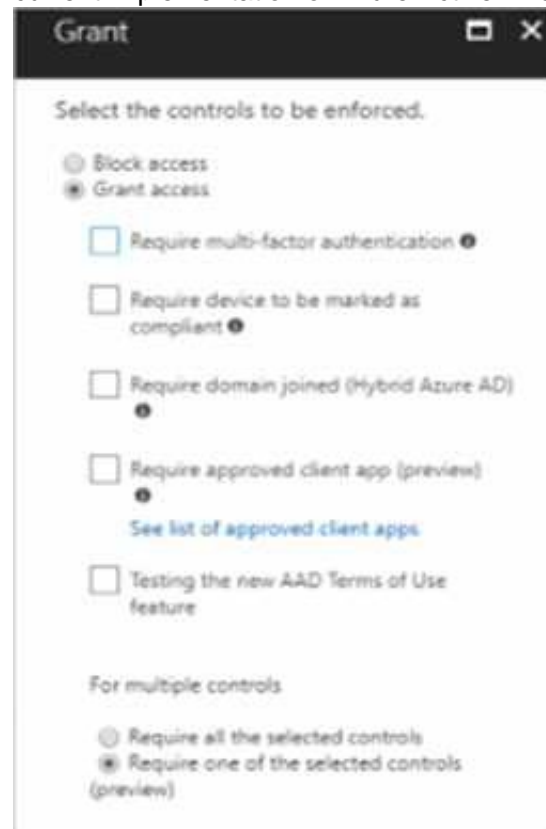 Grant
Select the controls to be enforced.
Block access
Grant access
Require multi-factor authentication
Require device to be marked as
compliant
Require domain joined (Hybrid Azure AD)
Require approved client app (preview)
See list of approved client apps
Testing the new AAD Terms of Use
feature
For multiple controls
Require all the selected controls
Require one of the selected controls
(preview)